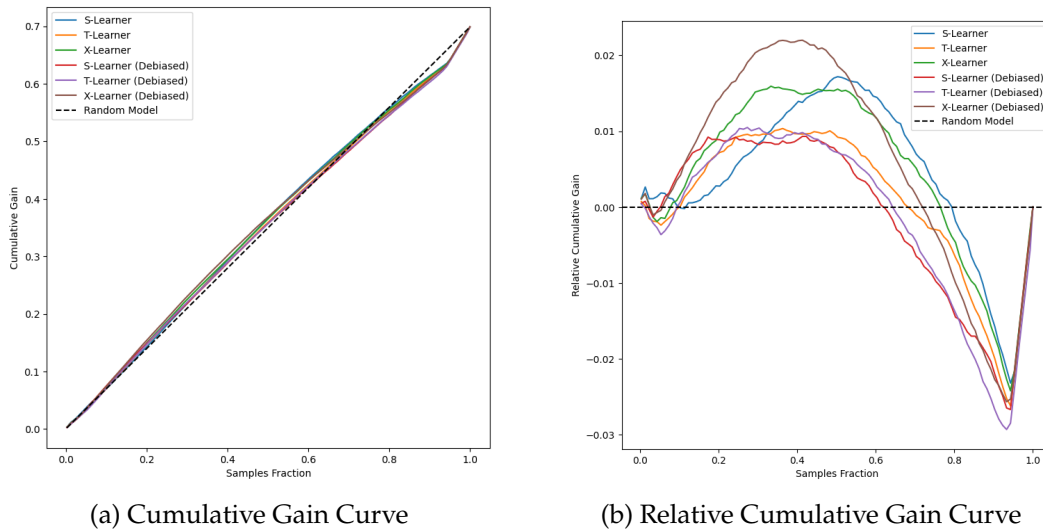 0.7
0.6
0.5
0.4
0.3
0.2
0.1
0.0
Cumulative Gain
S-Learner
T-Learner
X-Learner
S-Learner (Debiased)
T-Learner (Debiased)
X-Learner (Debiased)
Random Model
0.0 0.2 0.4 0.6 0.8 1.0
Samples Fraction
(a) Cumulative Gain Curve
0.02
0.01
0.00
−0.01
−0.02
−0.03
Relative Cumulative Gain
S-Learner
T-Learner
X-Learner
S-Learner (Debiased)
T-Learner (Debiased)
X-Learner (Debiased)
Random Model
0.0 0.2 0.4 0.6 0.8 1.0
Samples Fraction
(b) Relative Cumulative Gain Curve